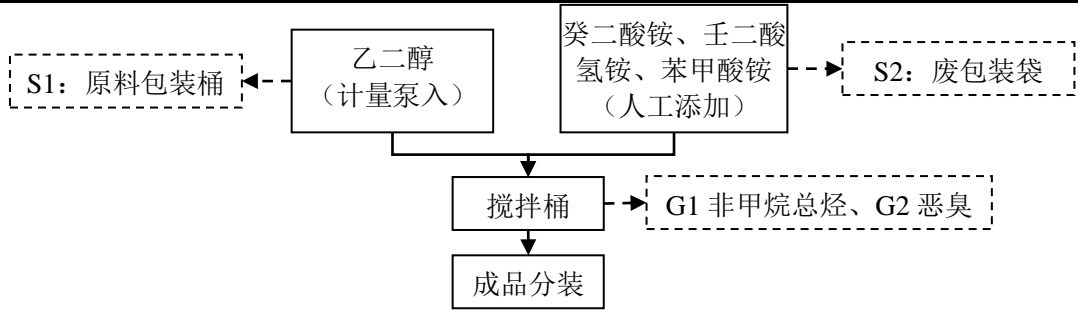 S1：原料包装桶
乙二醇
（计量泵入）
癸二酸铵、壬二酸
氢铵、苯甲酸铵
（人工添加）
S2：废包装袋
搅拌桶
G1 非甲烷总烃、G2 恶臭
成品分装